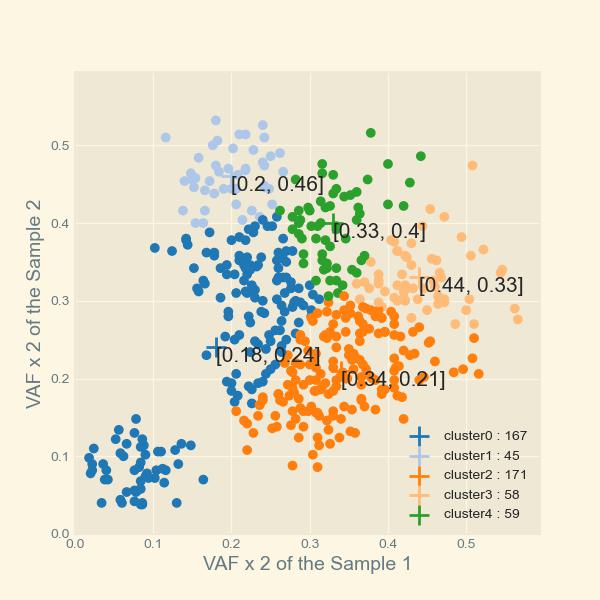 0.5
[0.2, 0.46]
0.4
[0.33, 0.4]
0.3
[0.44, 0.33]
[0.18, 0.24]
0.2
[0.34, 0.21]
0.1
0.0
VAF x 2 of the Sample 2
cluster0 : 167
cluster1 : 45
cluster2 : 171
cluster3 : 58
cluster4 : 59
0.0 0.1 0.2 0.3 0.4 0.5
VAF x 2 of the Sample 1